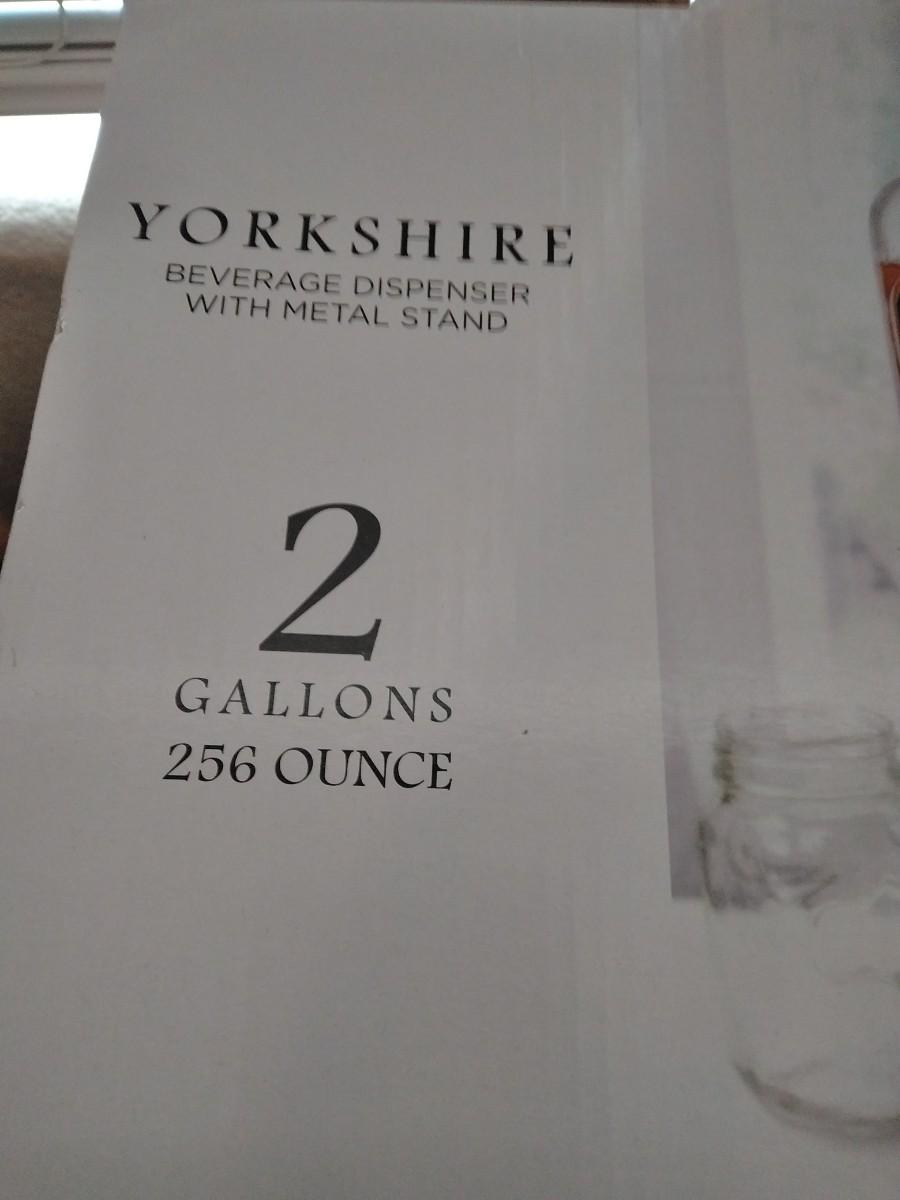 YORKSHIRE
BEVERAGE DISPENSER
WITH METAL STAND
2
GALLONS
256 OUNCE